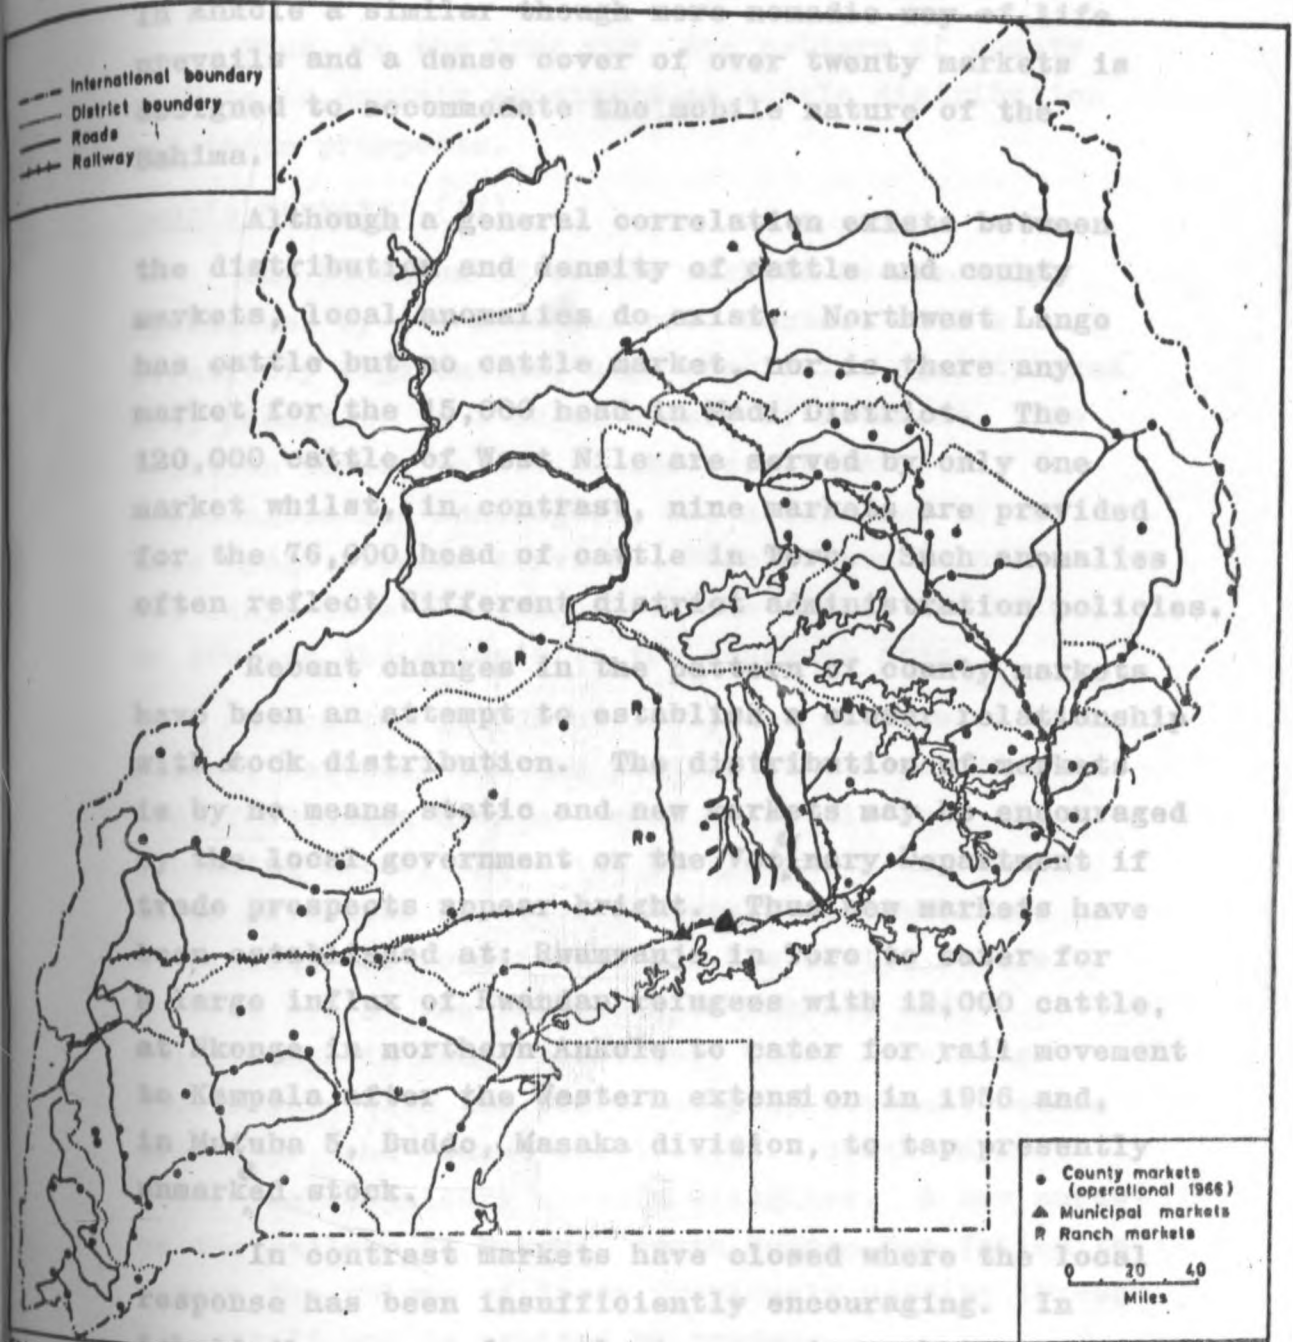 In Ankole a similar though more nomadic way of life
prevails and a dense cover of over twenty markets is
designed to accommodate the mobile nature of the
Bahima.
International boundary
District boundary
Roads
Railway
Although a general correlation exists between
the distribution and density of cattle and county
markets, local anomalies do exist. Northwest Lango
has cattle but no cattle market, nor is there any
market for the 15,000 head in Madi District. The
120,000 cattle of West Nile are served by only one
market whilst, in contrast, nine markets are provided
for the 76,000 head of cattle in Toro. Such anomalies
often reflect different district administration policies.
Recent changes in the pattern of county markets
have been an attempt to establish a closer relationship
with stock distribution. The distribution of markets
is by no means static and new markets may be encouraged
by the local government or the Veterinary Department if
trade prospects appear bright. Thus new markets have
been established at: Rwamwanja in Toro to cater for
a large influx of Rwandan refugees with 12,000 cattle,
at Nkonge in northern Ankole to cater for rail movement
to Kampala after the Western extension in 1956 and,
in Mutuba 5, Buddo, Masaka division, to tap presently
stock.
In contrast markets have closed where the local
response has been insufficiently encouraging. In
R
R
R
County markets
(operational 1966)
Municipal markets
R Ranch markets
0 20 40
Miles